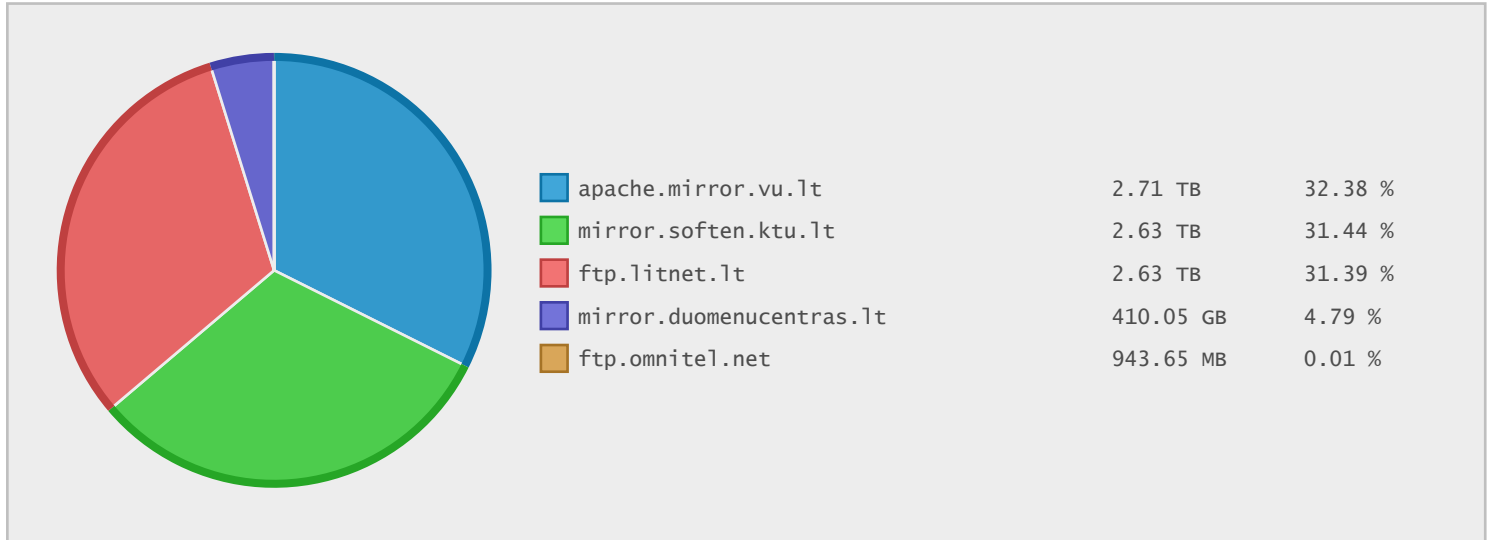 apache.mirror.vu.lt 2.71 TB 32.38 %
mirror.soften.ktu.lt 2.63 TB 31.44 %
ftp.litnet.lt 2.63 TB 31.39 %
mirror.duomenucentras.lt 410.05 GB 4.79 %
ftp.omnitel.net 943.65 MB 0.01 %